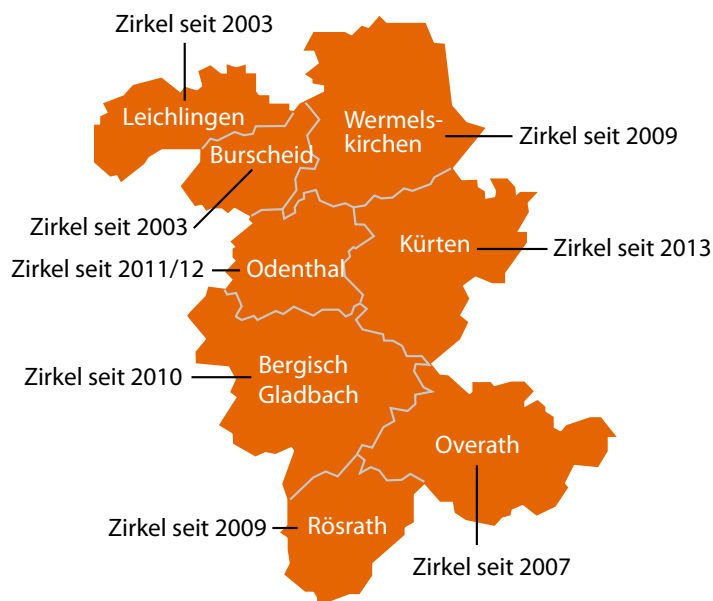 Zirkel seit 2003
Leichlingen
Wermels-
kirchen
Zirkel seit 2009
Burscheid
Zirkel seit 2003
Kürten
Zirkel seit 2013
Zirkel seit 2011/12
Odenthal
Bergisch
Gladbach
Zirkel seit 2010
Overath
Zirkel seit 2009
Rösrath
Zirkel seit 2007